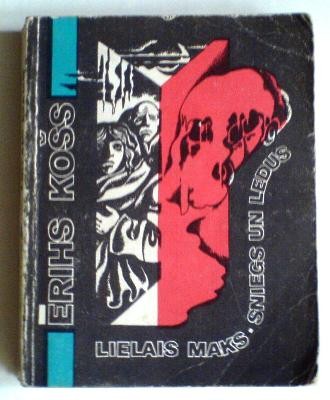 ĒRIHS KOŠS
LIELAIS MAKS · SNIEGS UN LEDUS